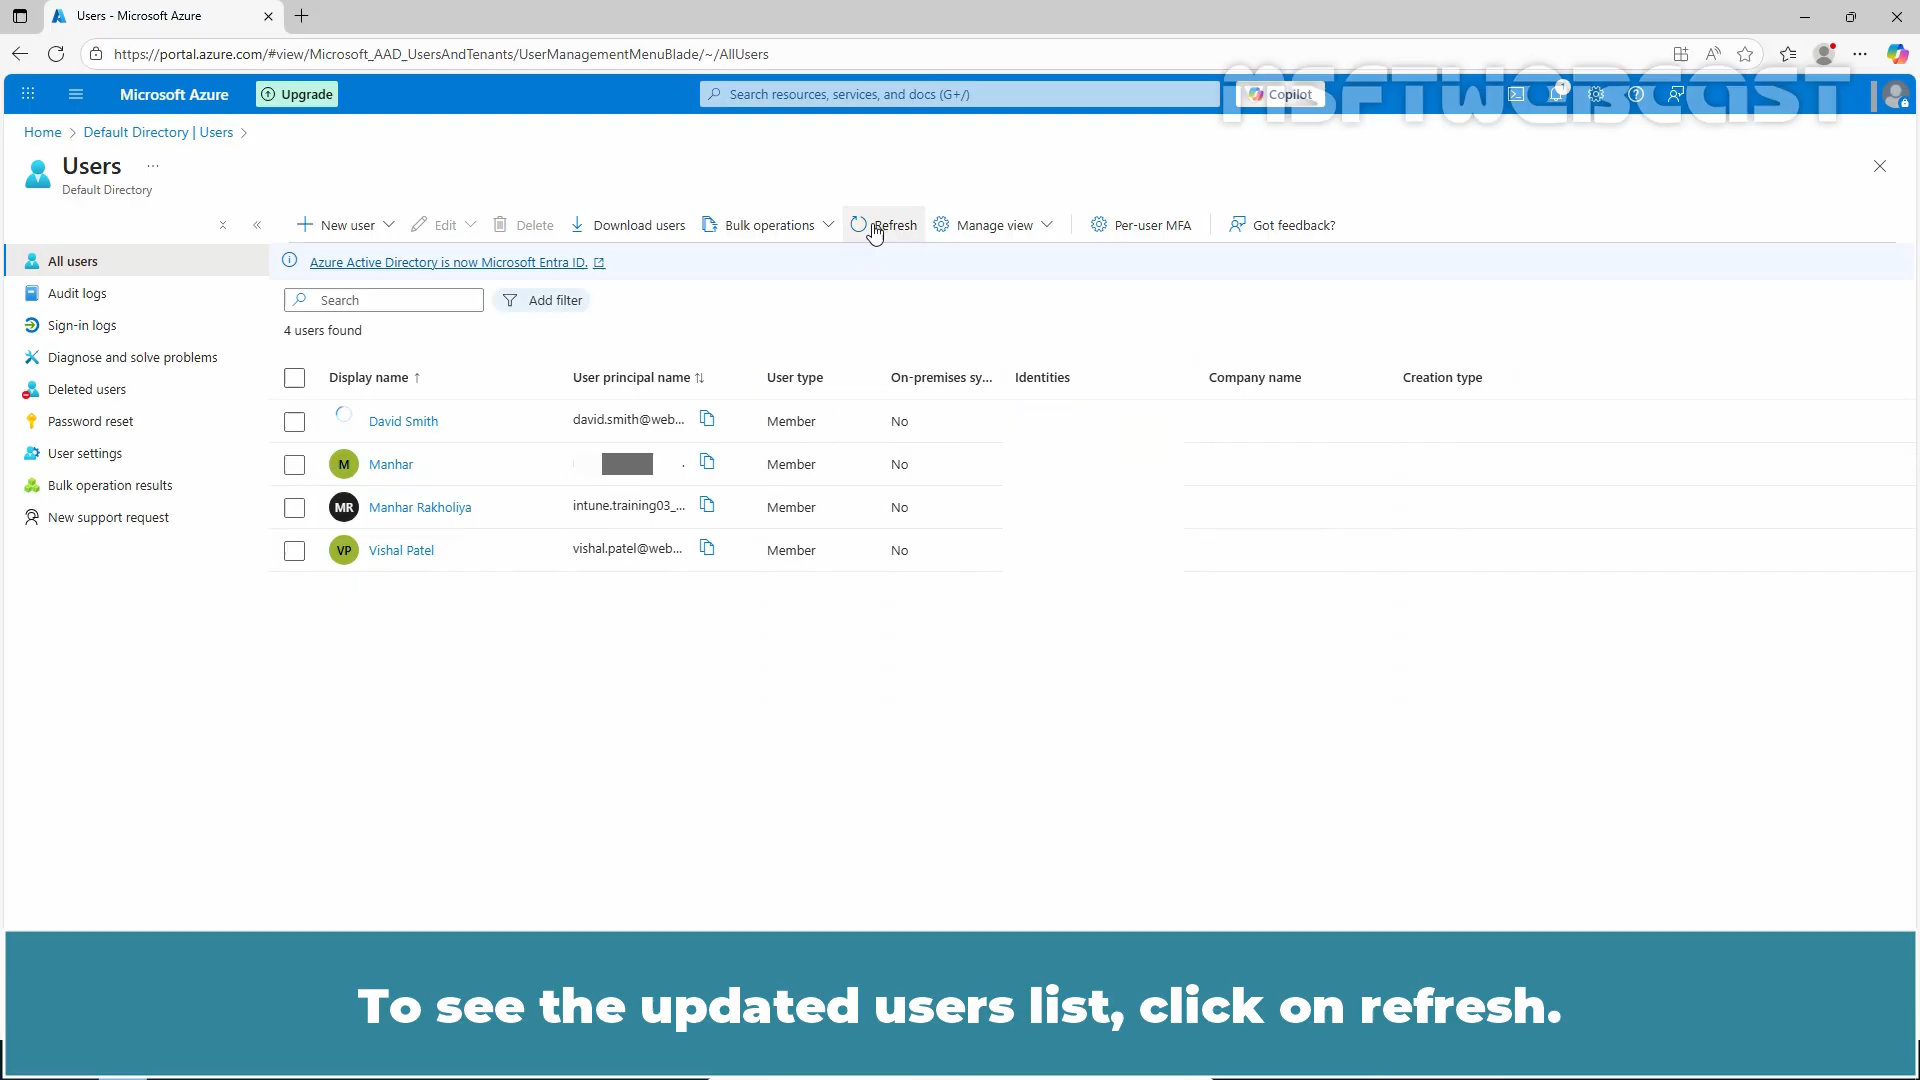 Users - Microsoft Azure
https://portal.azure.com/#view/Microsoft_AAD_UsersAndTenants/UserManagementMenuBlade/~/AllUsers
Microsoft Azure
Upgrade
Search resources, services, and docs (G+/)
Copilot
1
MSFTWEBCAST
Home > Default Directory | Users >
Users
...
Default Directory
New user
Edit
Delete
Download users
Bulk operations
Refresh
Manage view
Per-user MFA
Got feedback?
All users
Audit logs
Sign-in logs
Diagnose and solve problems
Deleted users
Password reset
User settings
Bulk operation results
New support request
Azure Active Directory is now Microsoft Entra ID.
Search
Add filter
4 users found
Display name ↑ User principal name ↑↓ User type On-premises sy... Identities Company name Creation type
David Smith david.smith@web... Member No
M Manhar Member No
MR Manhar Rakholiya intune.training03_... Member No
VP Vishal Patel vishal.patel@web... Member No
To see the updated users list, click on refresh.